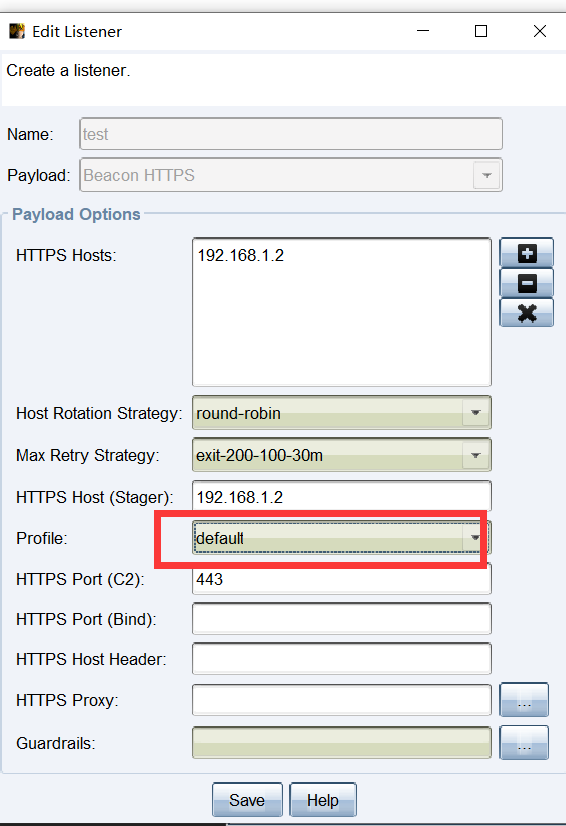 Edit Listener
Create a listener.
Name: test
Payload: Beacon HTTPS
Payload Options
HTTPS Hosts: 192.168.1.2
Host Rotation Strategy: round-robin
Max Retry Strategy: exit-200-100-30m
HTTPS Host (Stager): 192.168.1.2
Profile: default
HTTPS Port (C2): 443
HTTPS Port (Bind):
HTTPS Host Header:
HTTPS Proxy: ...
Guardrails: ...
Save Help